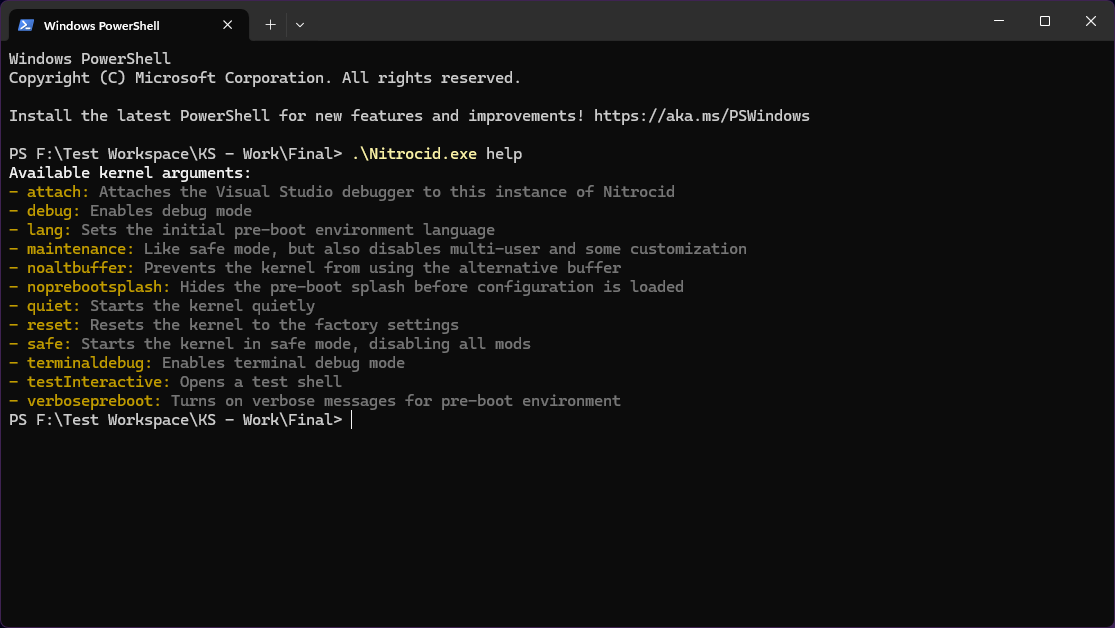 Windows PowerShell
Windows PowerShell
Copyright (C) Microsoft Corporation. All rights reserved.
Install the latest PowerShell for new features and improvements! https://aka.ms/PSWindows
PS F:\Test Workspace\KS - Work\Final> .\Nitrocid.exe help
Available kernel arguments:
- attach: Attaches the Visual Studio debugger to this instance of Nitrocid
- debug: Enables debug mode
- lang: Sets the initial pre-boot environment language
- maintenance: Like safe mode, but also disables multi-user and some customization
- noaltbuffer: Prevents the kernel from using the alternative buffer
- noprebootsplash: Hides the pre-boot splash before configuration is loaded
- quiet: Starts the kernel quietly
- reset: Resets the kernel to the factory settings
- safe: Starts the kernel in safe mode, disabling all mods
- terminaldebug: Enables terminal debug mode
- testInteractive: Opens a test shell
- verbosepreboot: Turns on verbose messages for pre-boot environment
PS F:\Test Workspace\KS - Work\Final>